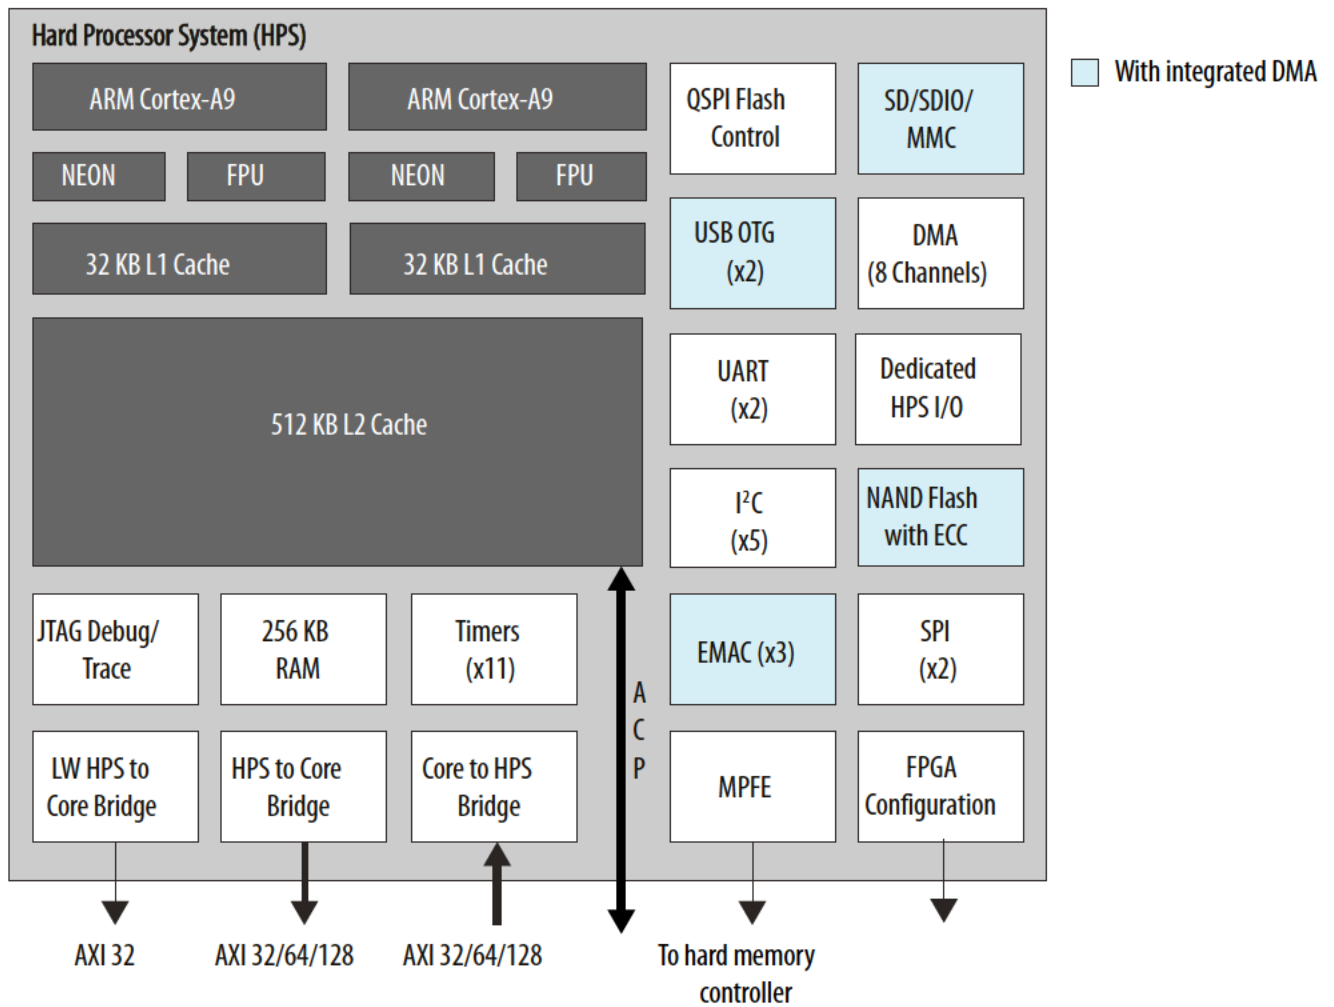 Hard Processor System (HPS)
With integrated DMA
ARM Cortex-A9
ARM Cortex-A9
QSPI Flash
Control
SD/SDIO/
MMC
NEON
FPU
NEON
FPU
USB OTG
(x2)
DMA
(8 Channels)
32 KB L1 Cache
32 KB L1 Cache
512 KB L2 Cache
UART
(x2)
Dedicated
HPS I/O
I²C
(x5)
NAND Flash
with ECC
JTAG Debug/
Trace
256 KB
RAM
Timers
(x11)
A
C
P
EMAC (x3)
SPI
(x2)
LW HPS to
Core Bridge
HPS to Core
Bridge
Core to HPS
Bridge
MPFE
FPGA
Configuration
AXI 32
AXI 32/64/128
AXI 32/64/128
To hard memory
controller